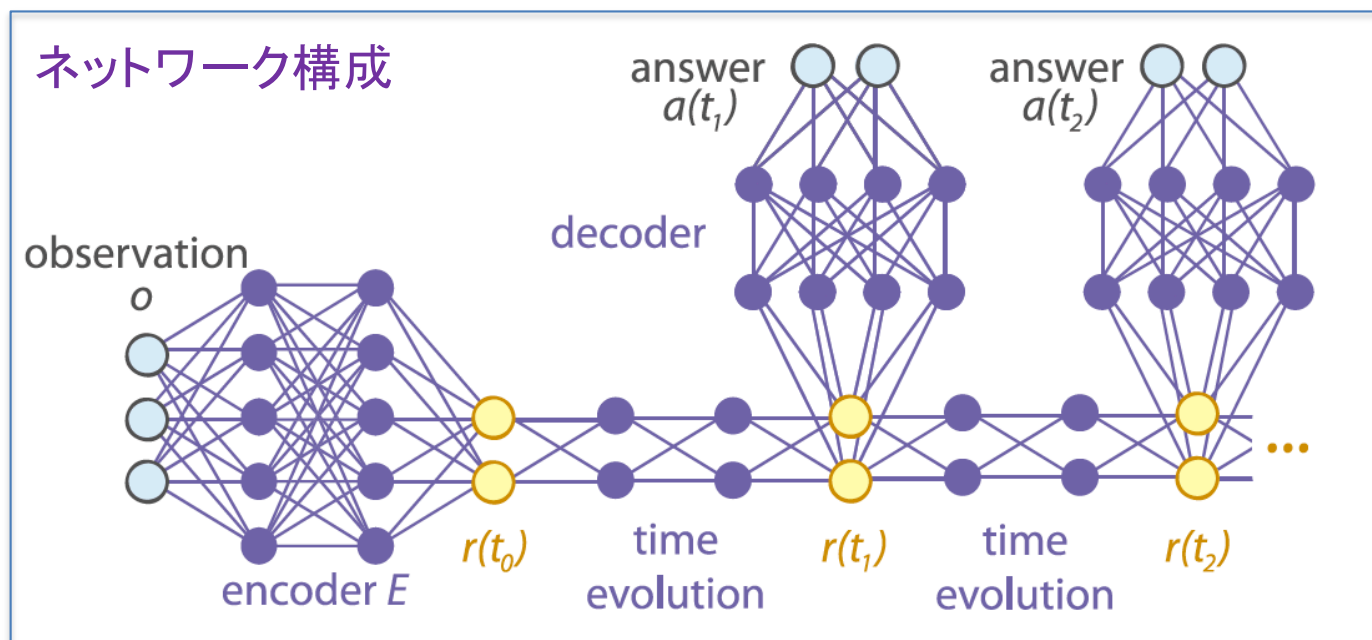 ネットワーク構成
answer
a(t₁)
answer
a(t₂)
decoder
observation
o
encoder E
r(t₀)
time
evolution
r(t₁)
time
evolution
r(t₂)
...